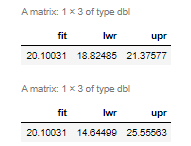 A matrix: 1 × 3 of type dbl
fit lwr upr
20.10031 18.82485 21.37577
A matrix: 1 × 3 of type dbl
fit lwr upr
20.10031 14.64499 25.55563